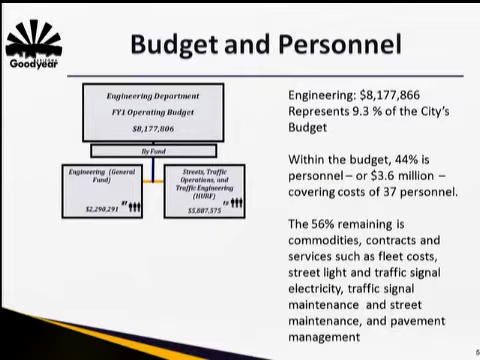 Budget and Personnel
Goodyear
Engineering Department
FY1 Operating Budget
$8,177,806
By Fund
Engineering (General
Fund)
$2,290,291
Streets, Traffic
Operations, and
Traffic Engineering
(HURF)
$5,887,575
Engineering: $8,177,866
Represents 9.3 % of the City's
Budget
Within the budget, 44% is
personnel – or $3.6 million –
covering costs of 37 personnel.
The 56% remaining is
commodities, contracts and
services such as fleet costs,
street light and traffic signal
electricity, traffic signal
maintenance and street
maintenance, and pavement
management
5